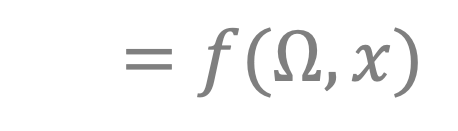 = f(Ω, x)